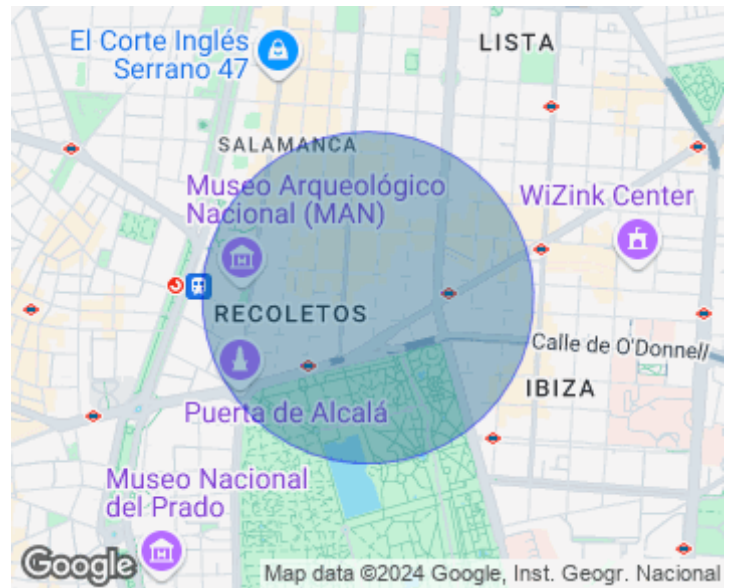 El Corte Inglés
Serrano 47
LISTA
SALAMANCA
Museo Arqueológico
Nacional (MAN)
WiZink Center
RECOLETOS
Calle de O'Donnell
IBIZA
Puerta de Alcalá
Museo Nacional
del Prado
Google
Map data ©2024 Google, Inst. Geogr. Nacional